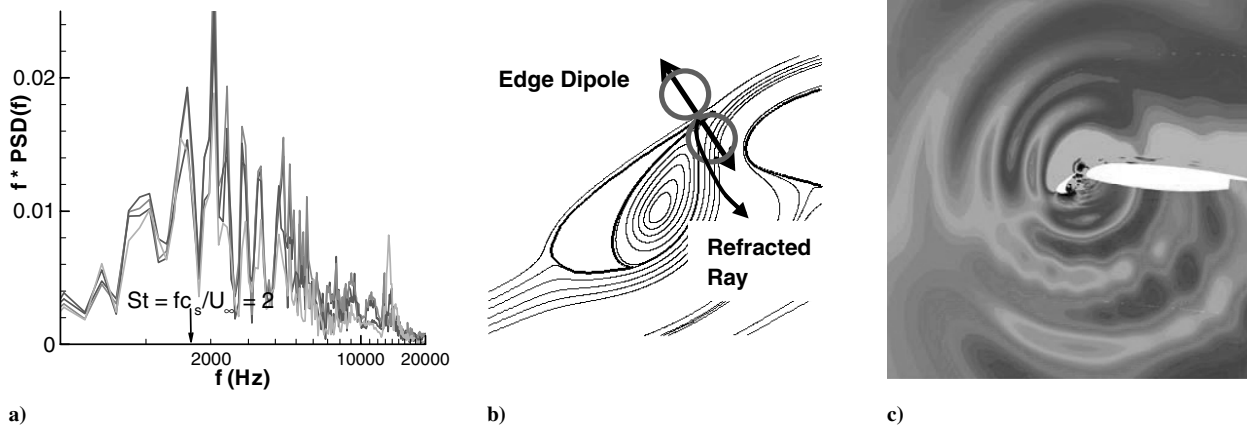 0.02
0.01
0
f * PSD(f)
St = fc_s/U_∞ = 2
2000
10000
20000
f (Hz)
a)
Edge Dipole
Refracted
Ray
b)
c)